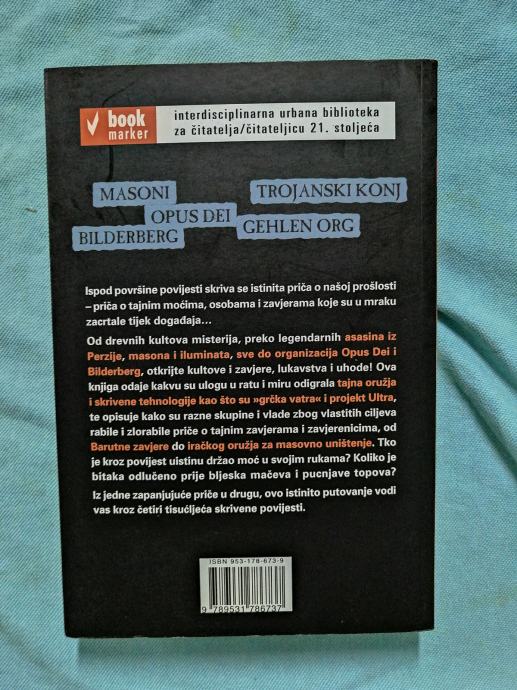 book
marker
interdisciplinarna urbana biblioteka
za čitatelja/čitateljicu 21. stoljeća
MASONI
TROJANSKI KONJ
OPUS DEI
BILDERBERG
GEHLEN ORG
Ispod površine povijesti skriva se istinita priča o našoj prošlosti
– priča o tajnim moćima, osobama i zavjerama koje su u mraku
zacrtale tijek događaja...
Od drevnih kultova misterija, preko legendarnih asasina iz
Perzije, masona i iluminata, sve do organizacija Opus Dei i
Bilderberg, otkrijte kultove i zavjere, lukavstva i uhode! Ova
knjiga odaje kakvu su ulogu u ratu i miru odigrala tajna oružja
i skrivene tehnologije kao što su »grčka vatra« i projekt Ultra,
te opisuje kako su razne skupine i vlade zbog vlastitih ciljeva
rabile i zlorabile priče o tajnim zavjerama i zavjerenicima, od
Barutne zavjere do iračkog oružja za masovno uništenje. Tko
je kroz povijest uistinu držao moć u svojim rukama? Koliko je
bitaka odlučeno prije bljeska mačeva i pucnjave topova?
Iz jedne zapanjujuće priče u drugu, ovo istinito putovanje vodi
vas kroz četiri tisućljeća skrivene povijesti.
ISBN 953-178-673-9
9 789531 786737